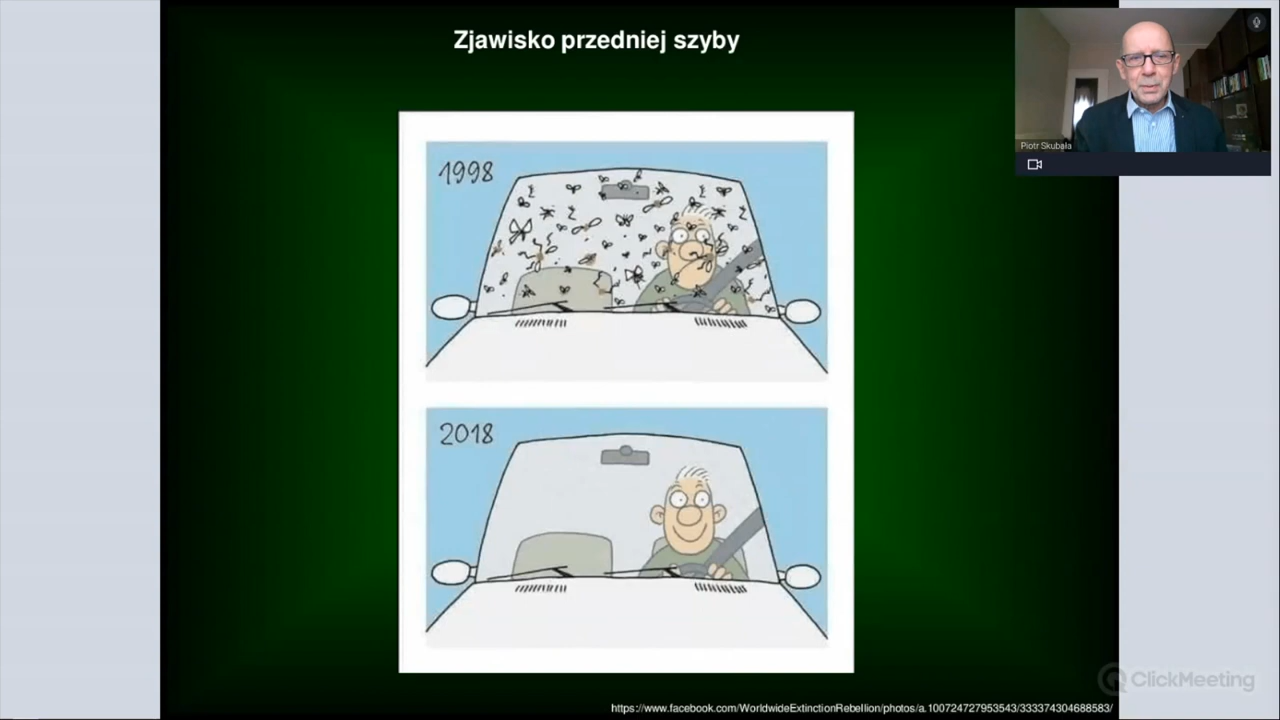 Zjawisko przedniej szyby
Piotr Skubała
1998
2018
ClickMeeting
https://www.facebook.com/WorldwideExtinctionRebellion/photos/a.100724727953543/333374304688583/